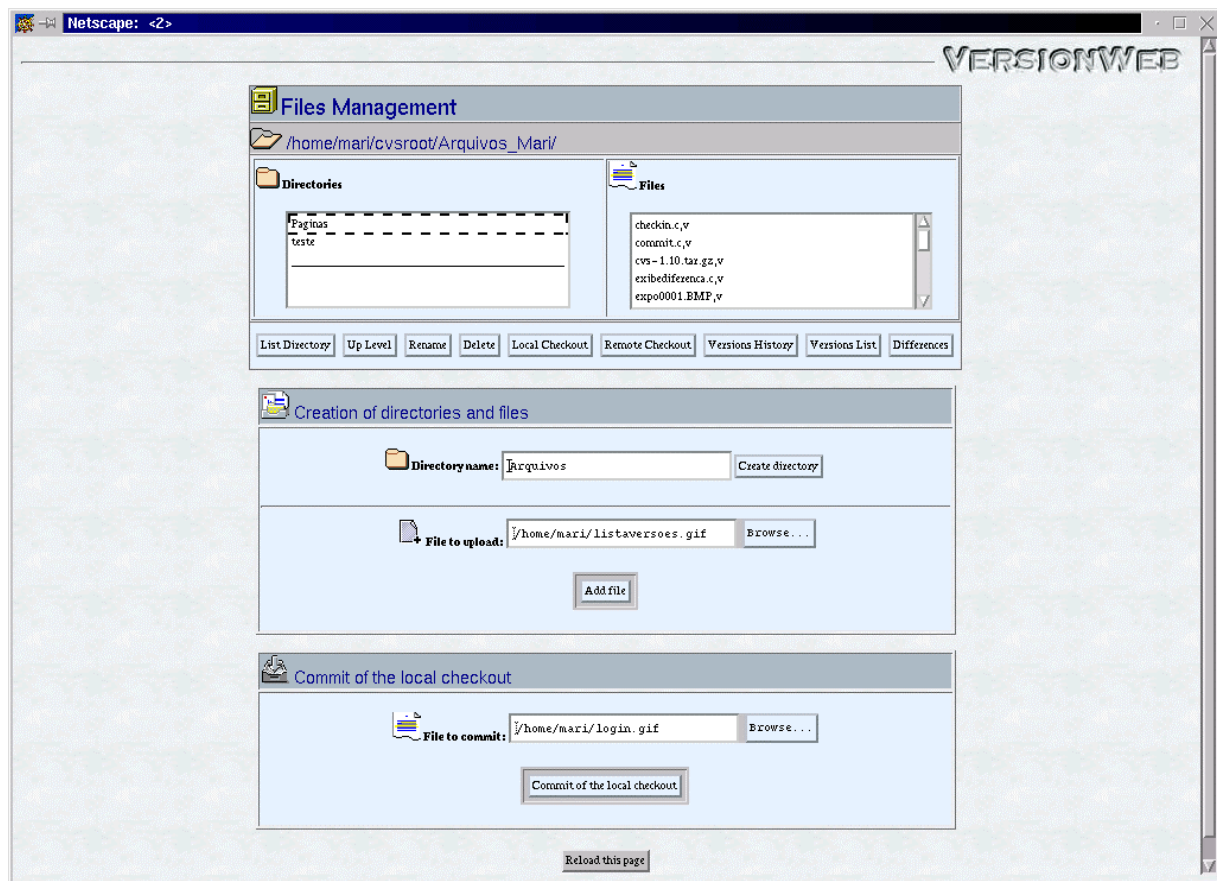 Netscape: <2>
VERSIONWEB
Files Management
/home/mari/cvsroot/Arquivos_Mari/
Directories
Paginas
teste
Files
checkin.c,v
commit.c,v
cvs-1.10.tar.gz,v
exibediferenca.c,v
expo0001.BMP,v
List Directory Up Level Rename Delete Local Checkout Remote Checkout Versions History Versions List Differences
Creation of directories and files
Directory name: Arquivos Create directory
File to upload: /home/mari/listaversoes.gif Browse...
Add file
Commit of the local checkout
File to commit: /home/mari/login.gif Browse...
Commit of the local checkout
Reload this page